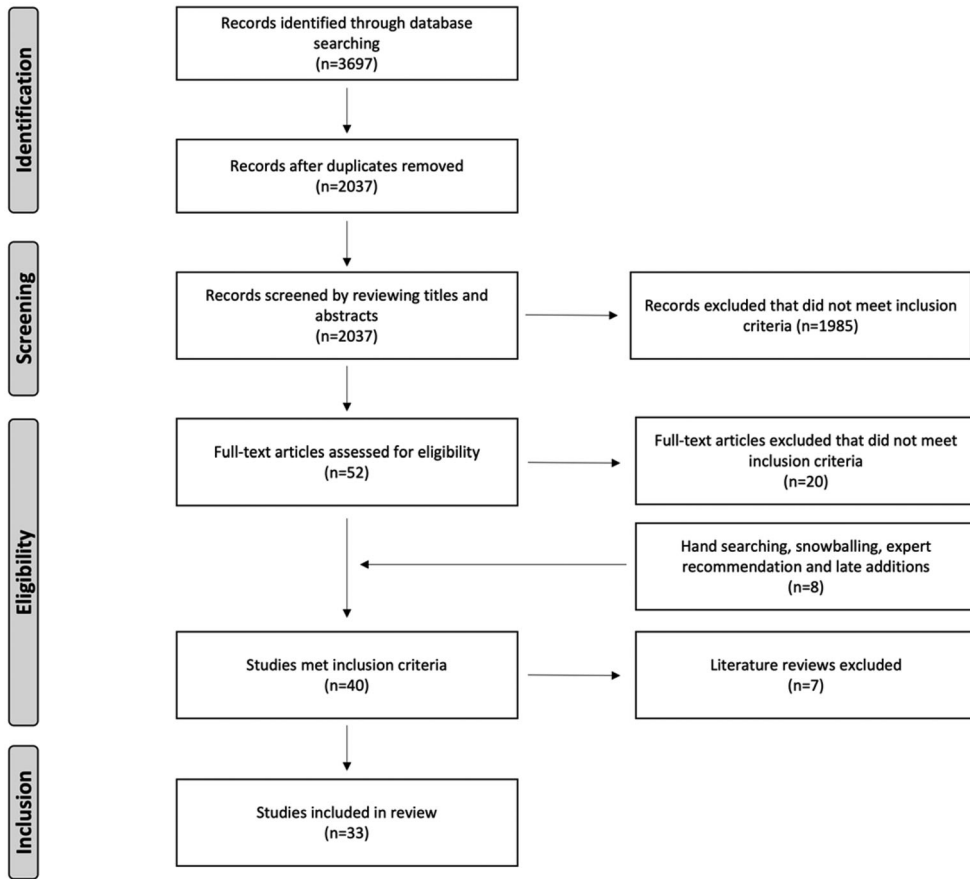 Identification
Records identified through database
searching
(n=3697)
Records after duplicates removed
(n=2037)
Screening
Records screened by reviewing titles and
abstracts
(n=2037)
Records excluded that did not meet inclusion
criteria (n=1985)
Eligibility
Full-text articles assessed for eligibility
(n=52)
Full-text articles excluded that did not meet
inclusion criteria
(n=20)
Hand searching, snowballing, expert
recommendation and late additions
(n=8)
Studies met inclusion criteria
(n=40)
Literature reviews excluded
(n=7)
Inclusion
Studies included in review
(n=33)